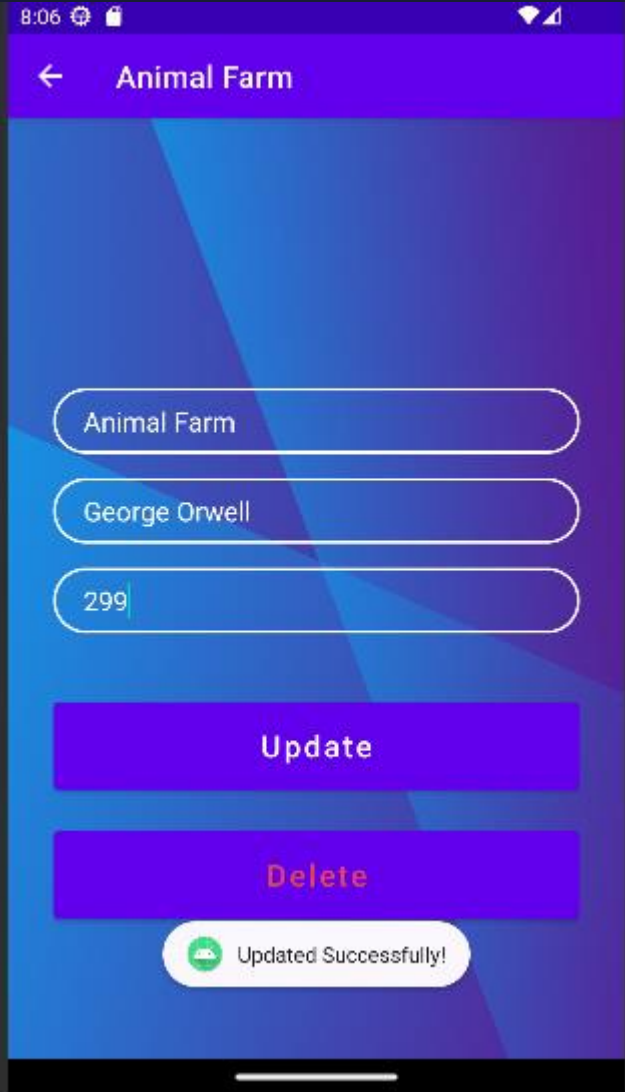 8:06
Animal Farm
Animal Farm
George Orwell
299
Update
Delete
Updated Successfully!